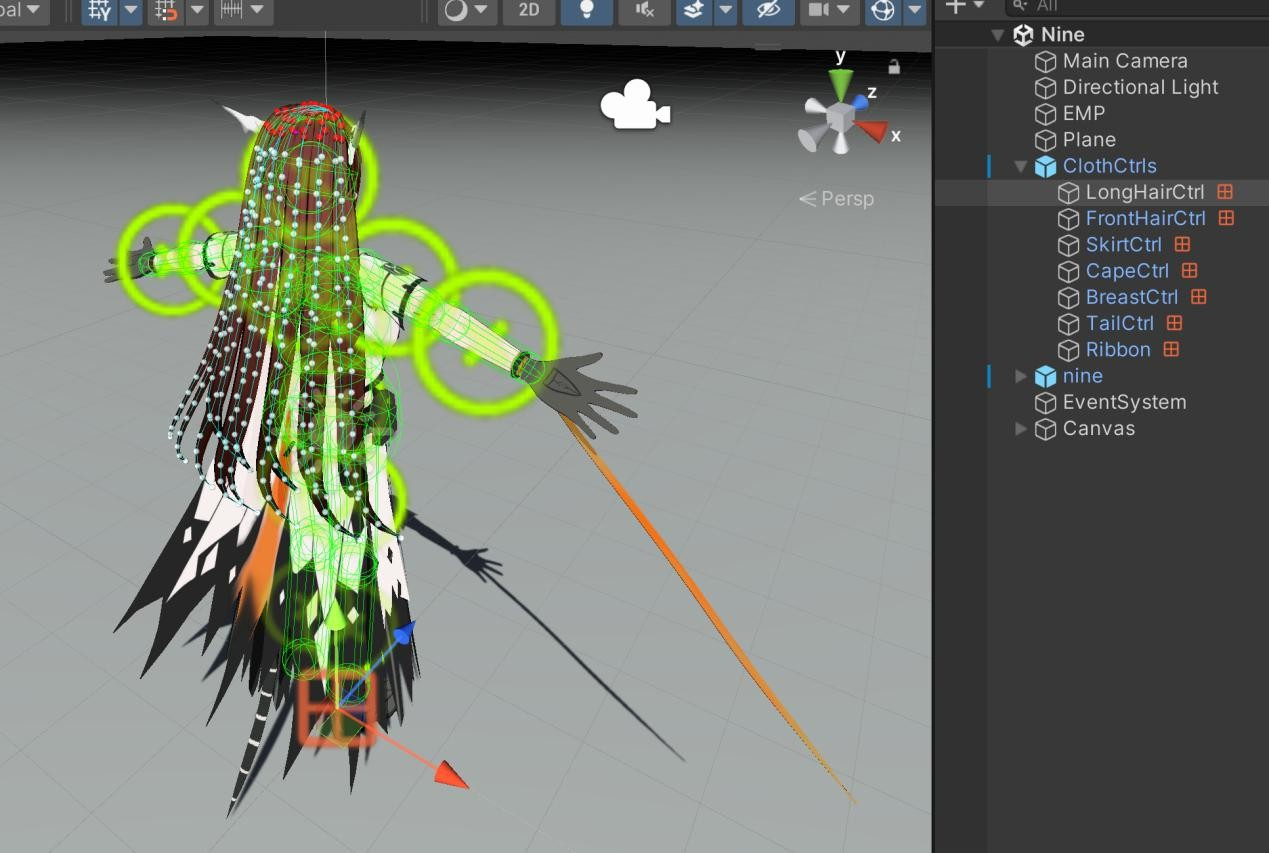 2D
All
Nine
Main Camera
Directional Light
EMP
Plane
ClothCtrls
LongHairCtrl
FrontHairCtrl
SkirtCtrl
CapeCtrl
BreastCtrl
TailCtrl
Ribbon
nine
EventSystem
Canvas
y
z
x
Persp